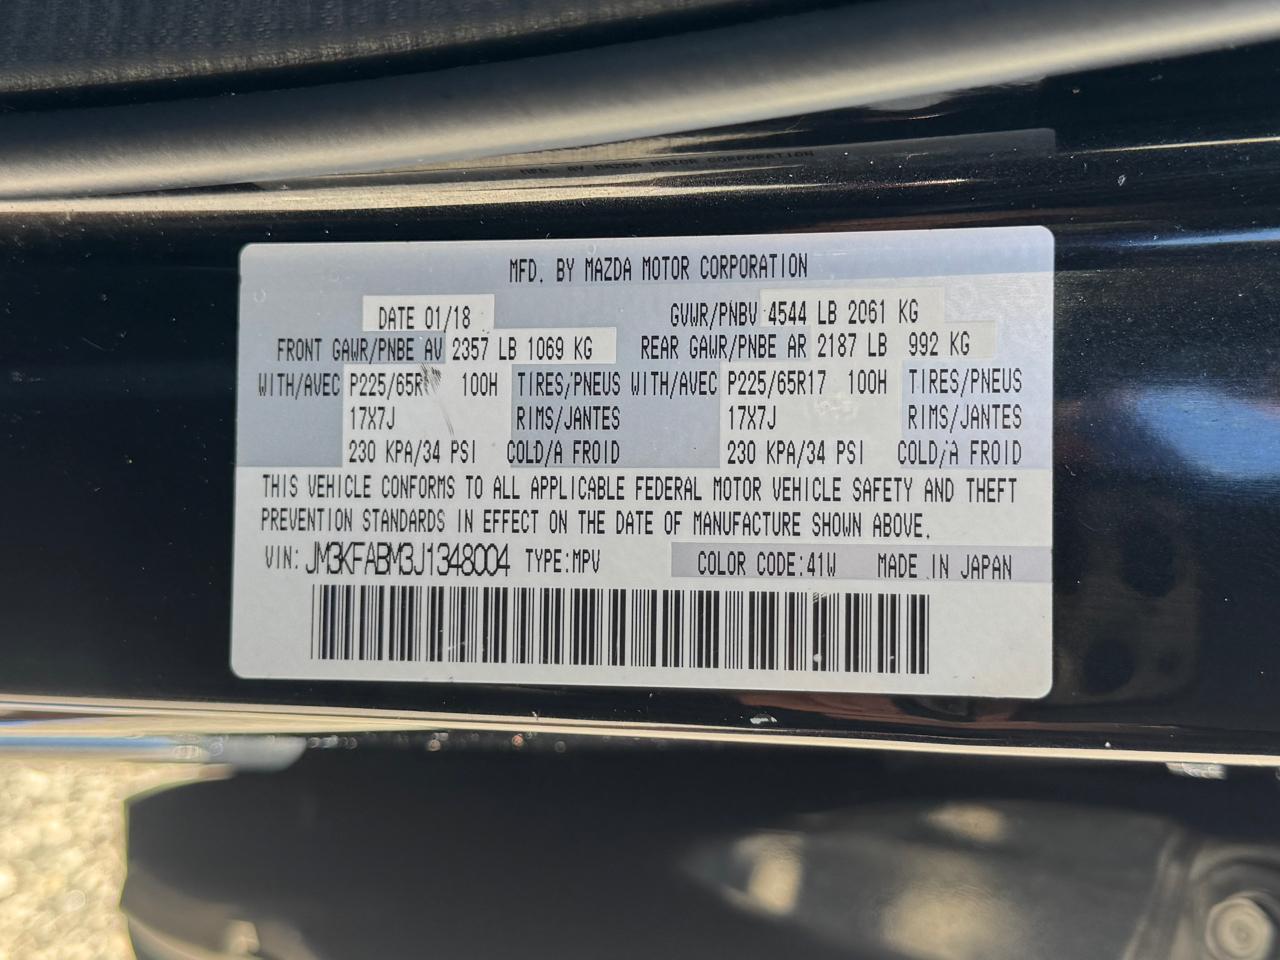 MFD. BY MAZDA MOTOR CORPORATION
MFD. BY MAZDA MOTOR CORPORATION
DATE 01/18 GVWR/PNBV 4544 LB 2061 KG
FRONT GAWR/PNBE AV 2357 LB 1069 KG REAR GAWR/PNBE AR 2187 LB 992 KG
WITH/AVEC P225/65R 100H TIRES/PNEUS WITH/AVEC P225/65R17 100H TIRES/PNEUS
17X7J RIMS/JANTES 17X7J RIMS/JANTES
230 KPA/34 PSI COLD/A FROID 230 KPA/34 PSI COLD/A FROID
THIS VEHICLE CONFORMS TO ALL APPLICABLE FEDERAL MOTOR VEHICLE SAFETY AND THEFT
PREVENTION STANDARDS IN EFFECT ON THE DATE OF MANUFACTURE SHOWN ABOVE.
VIN: JM3KFABM3J1348004 TYPE:MPV COLOR CODE:41W MADE IN JAPAN